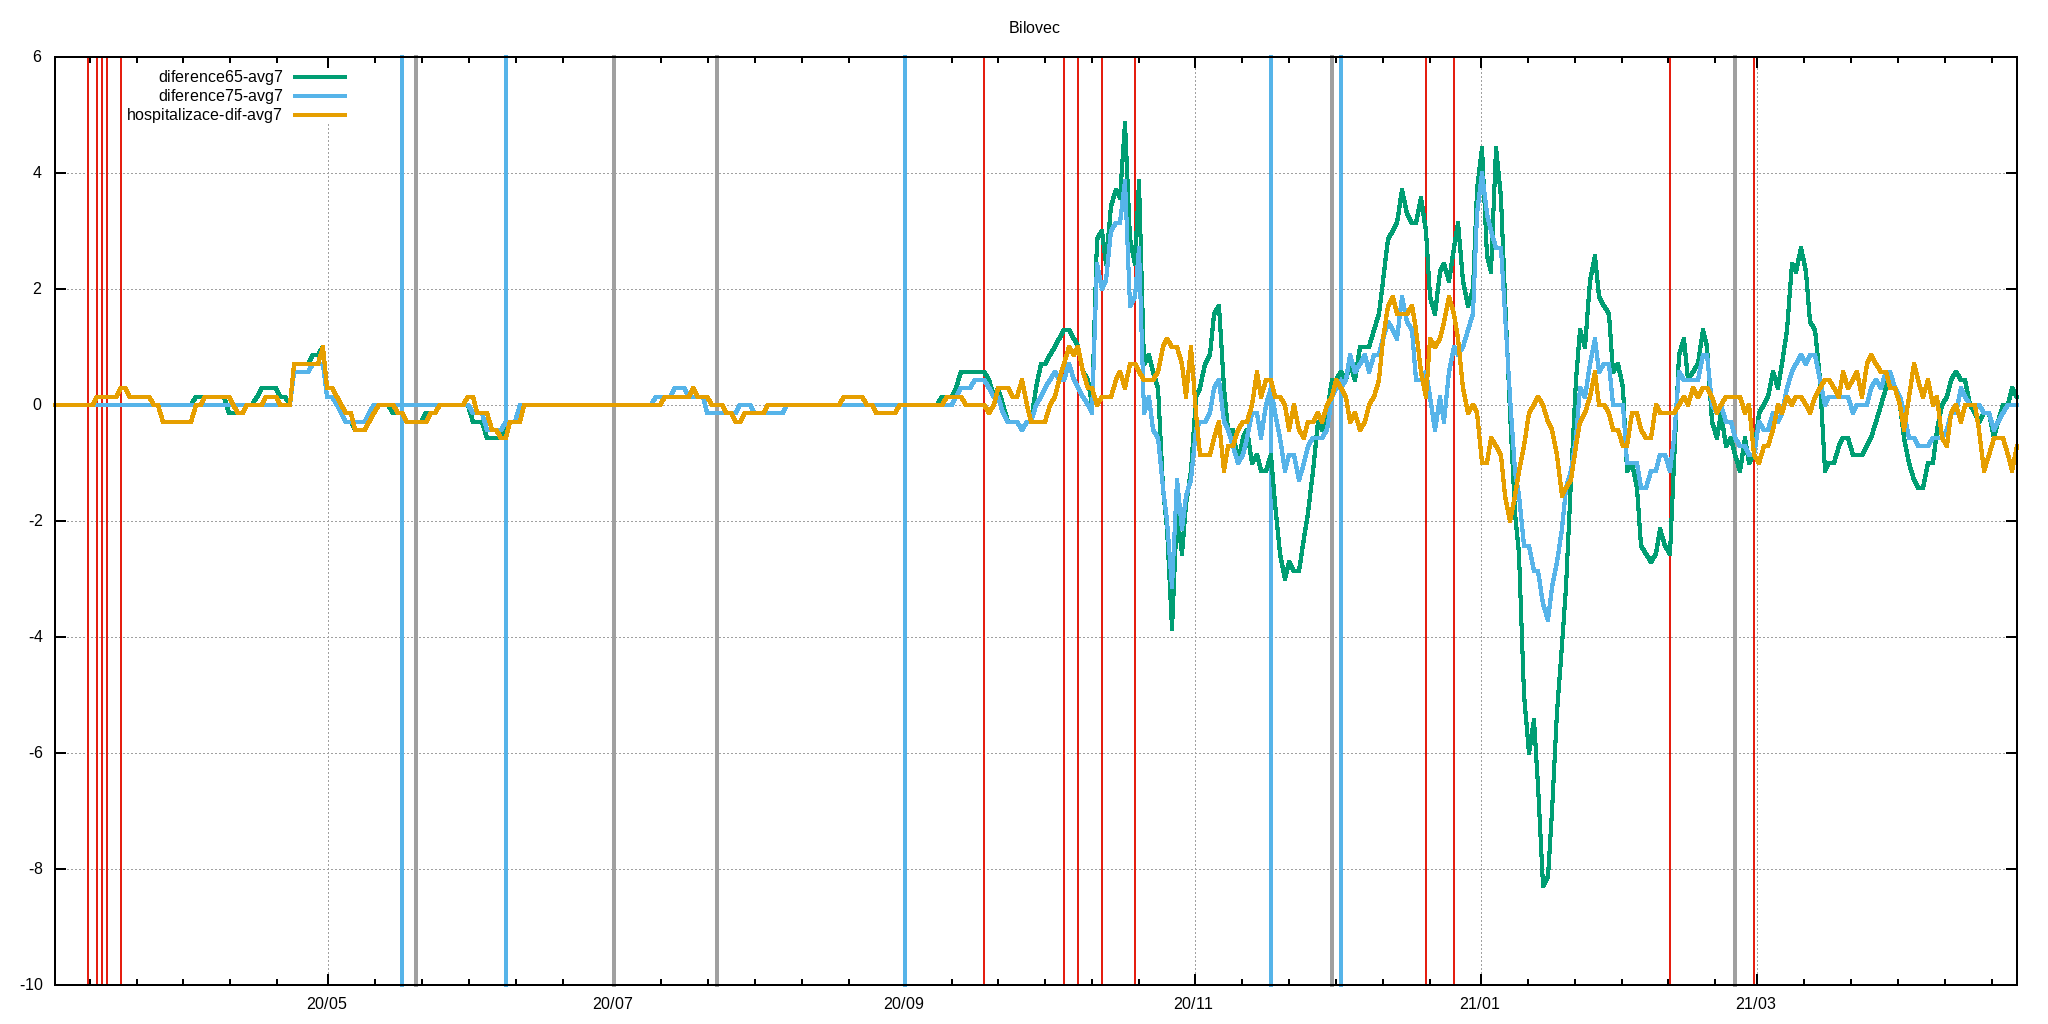 Bilovec
6
diference65-avg7
diference75-avg7
hospitalizace-dif-avg7
4
2
0
-2
-4
-6
-8
-10
20/05 20/07 20/09 20/11 21/01 21/03